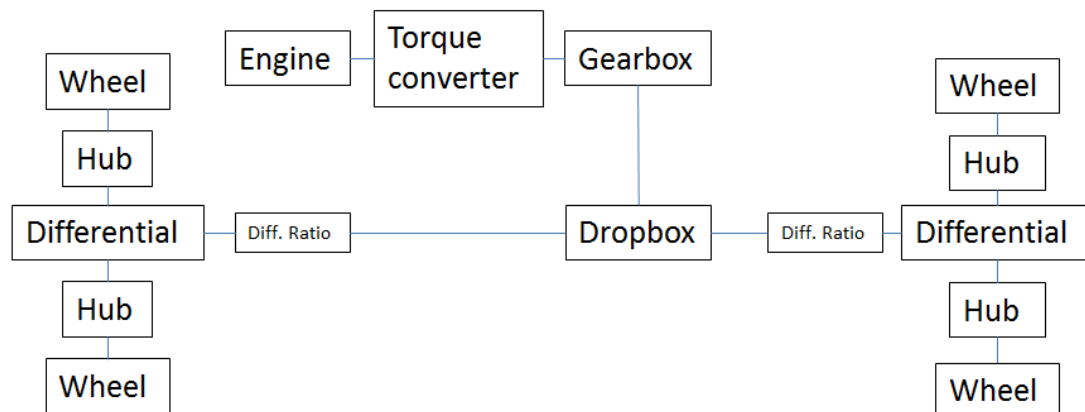 Engine
Torque
converter
Gearbox
Wheel
Wheel
Hub
Hub
Differential
Diff. Ratio
Dropbox
Diff. Ratio
Differential
Hub
Hub
Wheel
Wheel